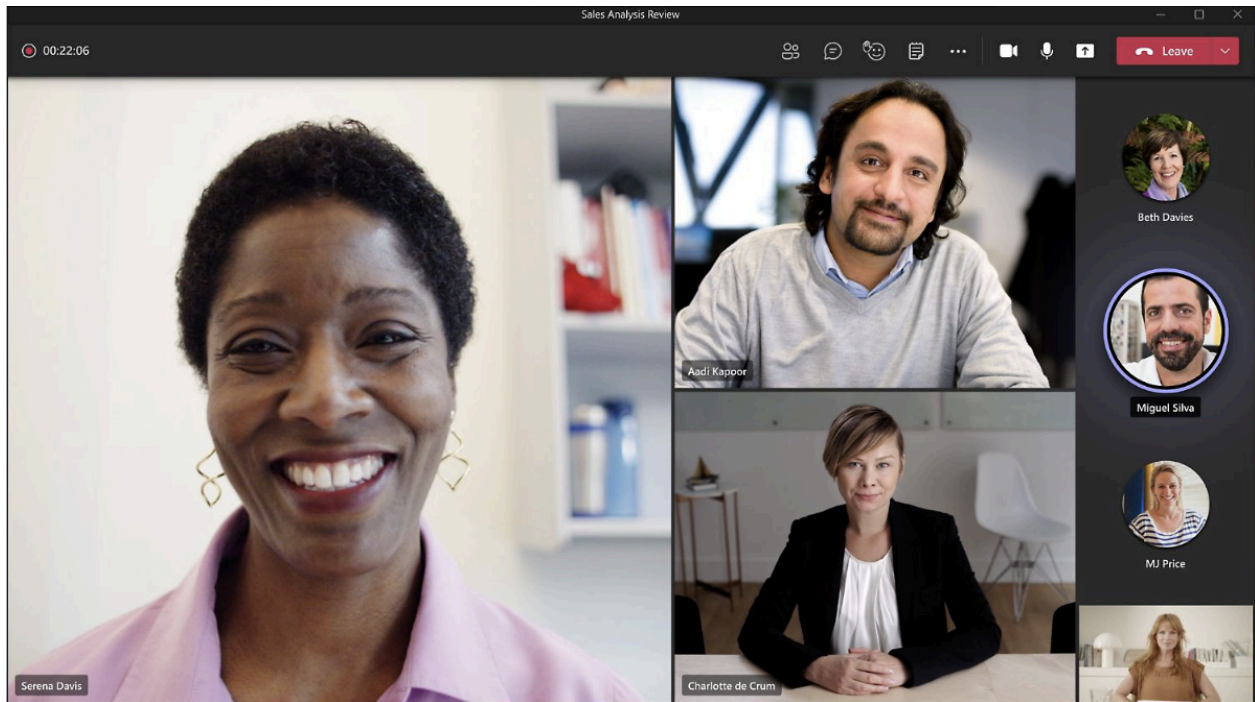 Sales Analysis Review
00:22:06
Leave
Beth Davies
Aadi Kapoor
Miguel Silva
MJ Price
Serena Davis
Charlotte de Crum